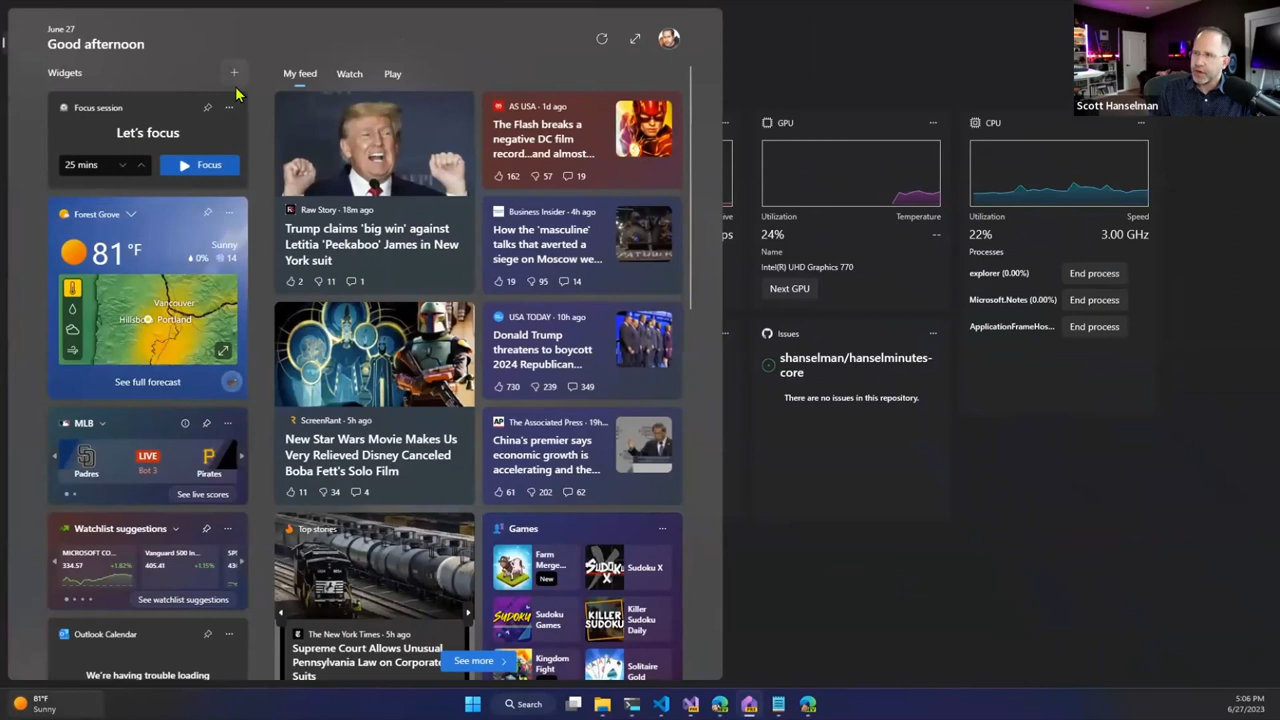 June 27
Good afternoon
Widgets
Focus session
Let's focus
25 mins
Focus
Forest Grove
81 °F
Sunny
0% 14
Vancouver
Hillsbo Portland
See full forecast
MLB
Padres
LIVE
Bot 3
Pirates
See live scores
Watchlist suggestions
MICROSOFT CO...
334.57 +1.82%
Vanguard 500 In...
405.41 +1.15%
See watchlist suggestions
Outlook Calendar
We're having trouble loading
My feed
Watch
Play
Raw Story · 18m ago
Trump claims 'big win' against
Letitia 'Peekaboo' James in New
York suit
2 11 1
ScreenRant · 5h ago
New Star Wars Movie Makes Us
Very Relieved Disney Canceled
Boba Fett's Solo Film
11 34 4
Top stories
The New York Times · 5h ago
Supreme Court Allows Unusual
Pennsylvania Law on Corporate
Suits
See more
AS USA · 1d ago
The Flash breaks a
negative DC film
record...and almost...
162 57 19
Business Insider · 4h ago
How the 'masculine'
talks that averted a
siege on Moscow we...
19 95 14
USA TODAY · 10h ago
Donald Trump
threatens to boycott
2024 Republican...
730 239 349
AP The Associated Press · 19h...
China's premier says
economic growth is
accelerating and the...
61 202 62
Games
Farm
Merge...
New
Sudoku X
Sudoku
Games
Killer
Sudoku
Daily
Kingdom
Fight
Solitaire
Gold
GPU
Utilization Temperature
24% --
Name
Intel(R) UHD Graphics 770
Next GPU
Issues
shanselman/hanselminutes-
core
There are no issues in this repository.
CPU
Utilization Speed
22% 3.00 GHz
Processes
explorer (0.00%) End process
Microsoft.Notes (0.00%) End process
ApplicationFrameHos... End process
Scott Hanselman
81°F
Sunny
Search
5:06 PM
6/27/2023